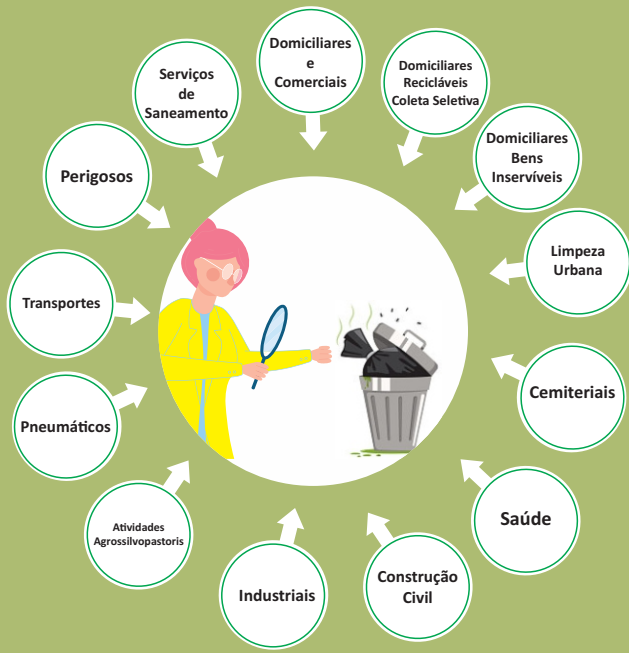 Domiciliares
e
Comerciais
Domiciliares
Recicláveis
Coleta Seletiva
Domiciliares
Bens
Inservíveis
Limpeza
Urbana
Cemiteriais
Saúde
Construção
Civil
Industriais
Atividades
Agrossilvopastoris
Pneumáticos
Transportes
Perigosos
Serviços
de
Saneamento